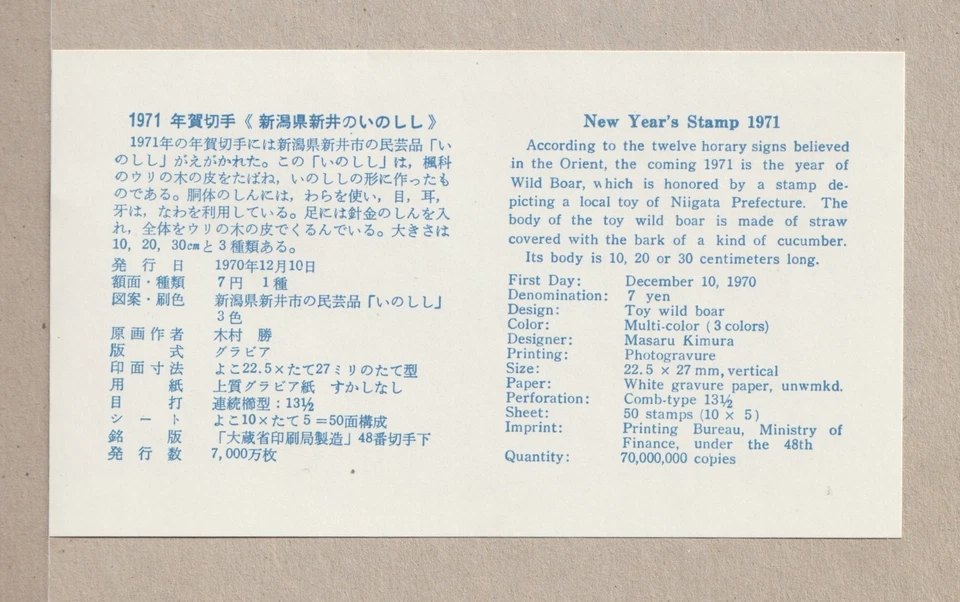 1971 年賀切手《 新潟県新井のいのしし 》
1971年の年賀切手には新潟県新井市の民芸品「い
のしし」がえがかれた。この「いのしし」は，楓科
のウリの木の皮をたばね，いのししの形に作ったも
のである。胴体のしんには，わらを使い，目，耳，
牙は，なわを利用している。足には針金のしんを入
れ，全体をウリの木の皮でくるんでいる。大きさは
10，20，30㎝と３種類ある。
発行日 1970年12月10日
額面・種類 ７円 １種
図案・刷色 新潟県新井市の民芸品「いのしし」
３色
原画作者 木村 勝
版式 グラビア
印面寸法 よこ22.5×たて27ミリのたて型
用紙 上質グラビア紙 すかしなし
目打 連続櫛型：13½
シート よこ10×たて５＝50面構成
銘版 「大蔵省印刷局製造」48番切手下
発行数 7,000万枚
New Year's Stamp 1971
According to the twelve horary signs believed
in the Orient, the coming 1971 is the year of
Wild Boar, which is honored by a stamp de-
picting a local toy of Niigata Prefecture. The
body of the toy wild boar is made of straw
covered with the bark of a kind of cucumber.
Its body is 10, 20 or 30 centimeters long.
First Day: December 10, 1970
Denomination: 7 yen
Design: Toy wild boar
Color: Multi-color (3 colors)
Designer: Masaru Kimura
Printing: Photogravure
Size: 22.5 × 27 mm, vertical
Paper: White gravure paper, unwmkd.
Perforation: Comb-type 13½
Sheet: 50 stamps (10 × 5)
Imprint: Printing Bureau, Ministry of
Finance, under the 48th
Quantity: 70,000,000 copies